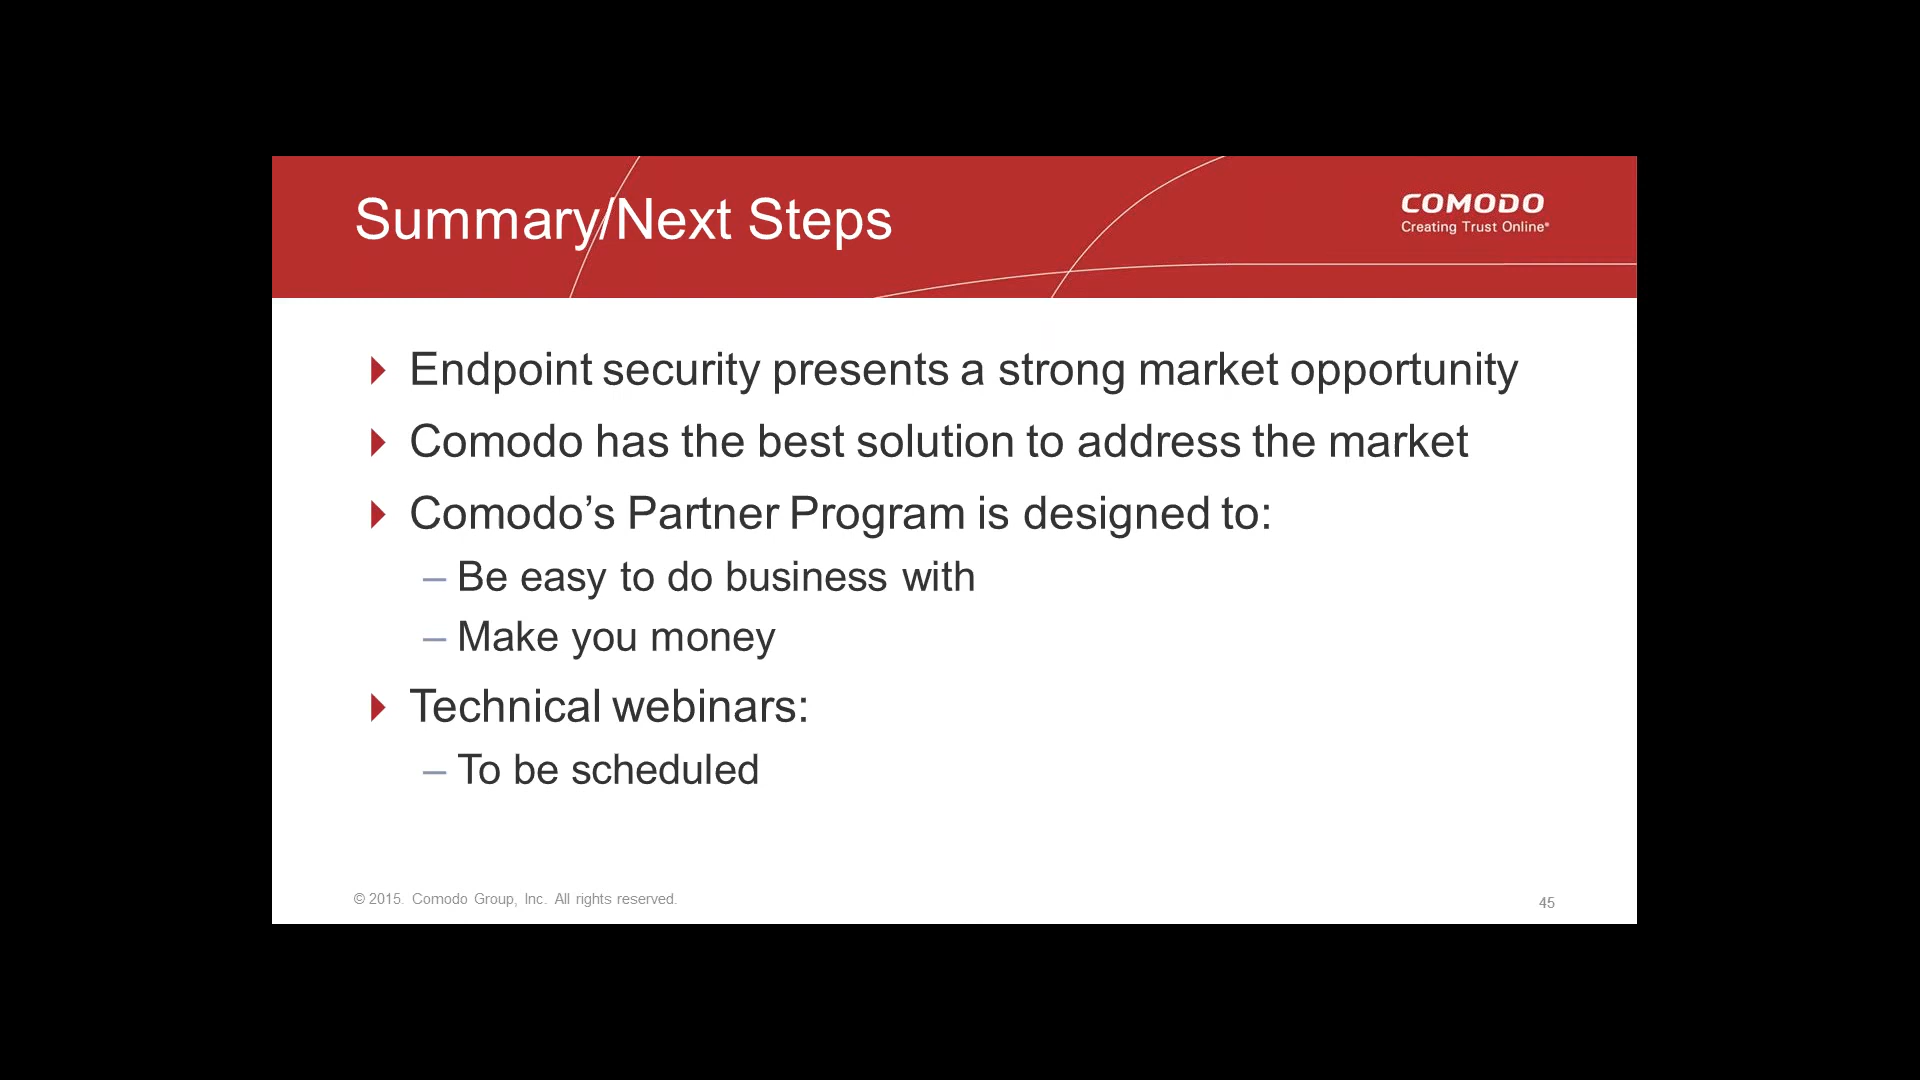 Summary/Next Steps
COMODO
Creating Trust Online®
Endpoint security presents a strong market opportunity
Comodo has the best solution to address the market
Comodo’s Partner Program is designed to:
– Be easy to do business with
– Make you money
Technical webinars:
– To be scheduled
© 2015. Comodo Group, Inc. All rights reserved.
45